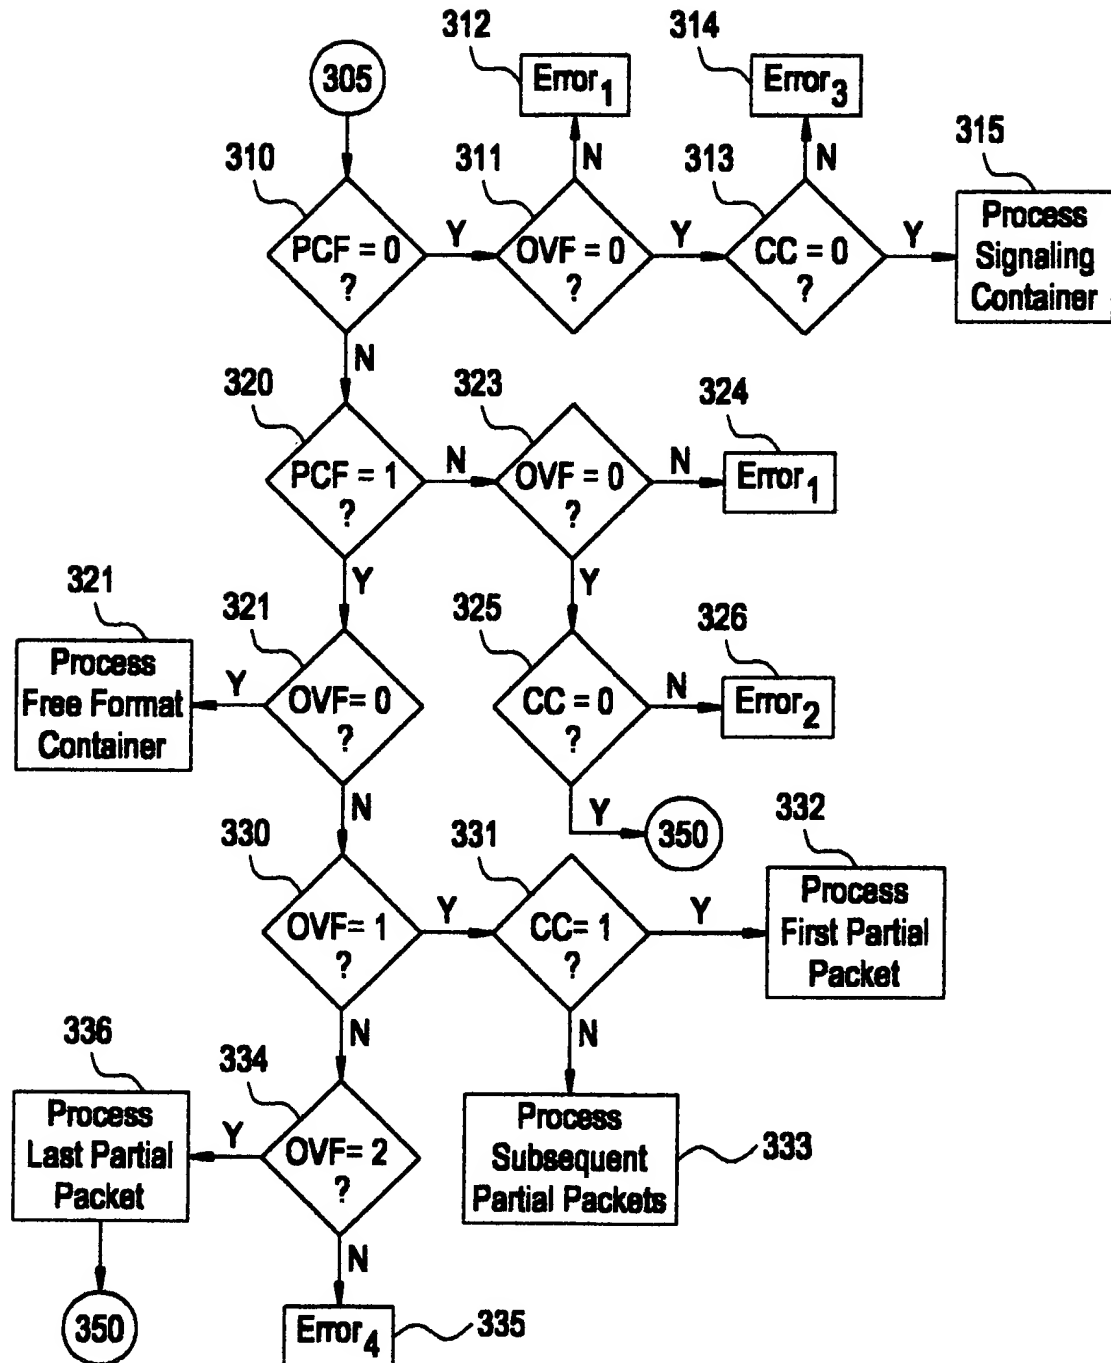 305
312
Error1
314
Error3
310
PCF = 0
?
Y
311
OVF = 0
?
N
Y
313
CC = 0
?
N
Y
315
Process
Signaling
Container
N
320
PCF = 1
?
N
323
OVF = 0
?
N
324
Error1
Y
Y
321
Process
Free Format
Container
Y
321
OVF= 0
?
325
CC = 0
?
N
326
Error2
N
Y
350
330
OVF= 1
?
Y
331
CC= 1
?
Y
332
Process
First Partial
Packet
N
N
336
Process
Last Partial
Packet
Y
334
OVF= 2
?
Process
Subsequent
Partial Packets
333
N
350
Error4
335